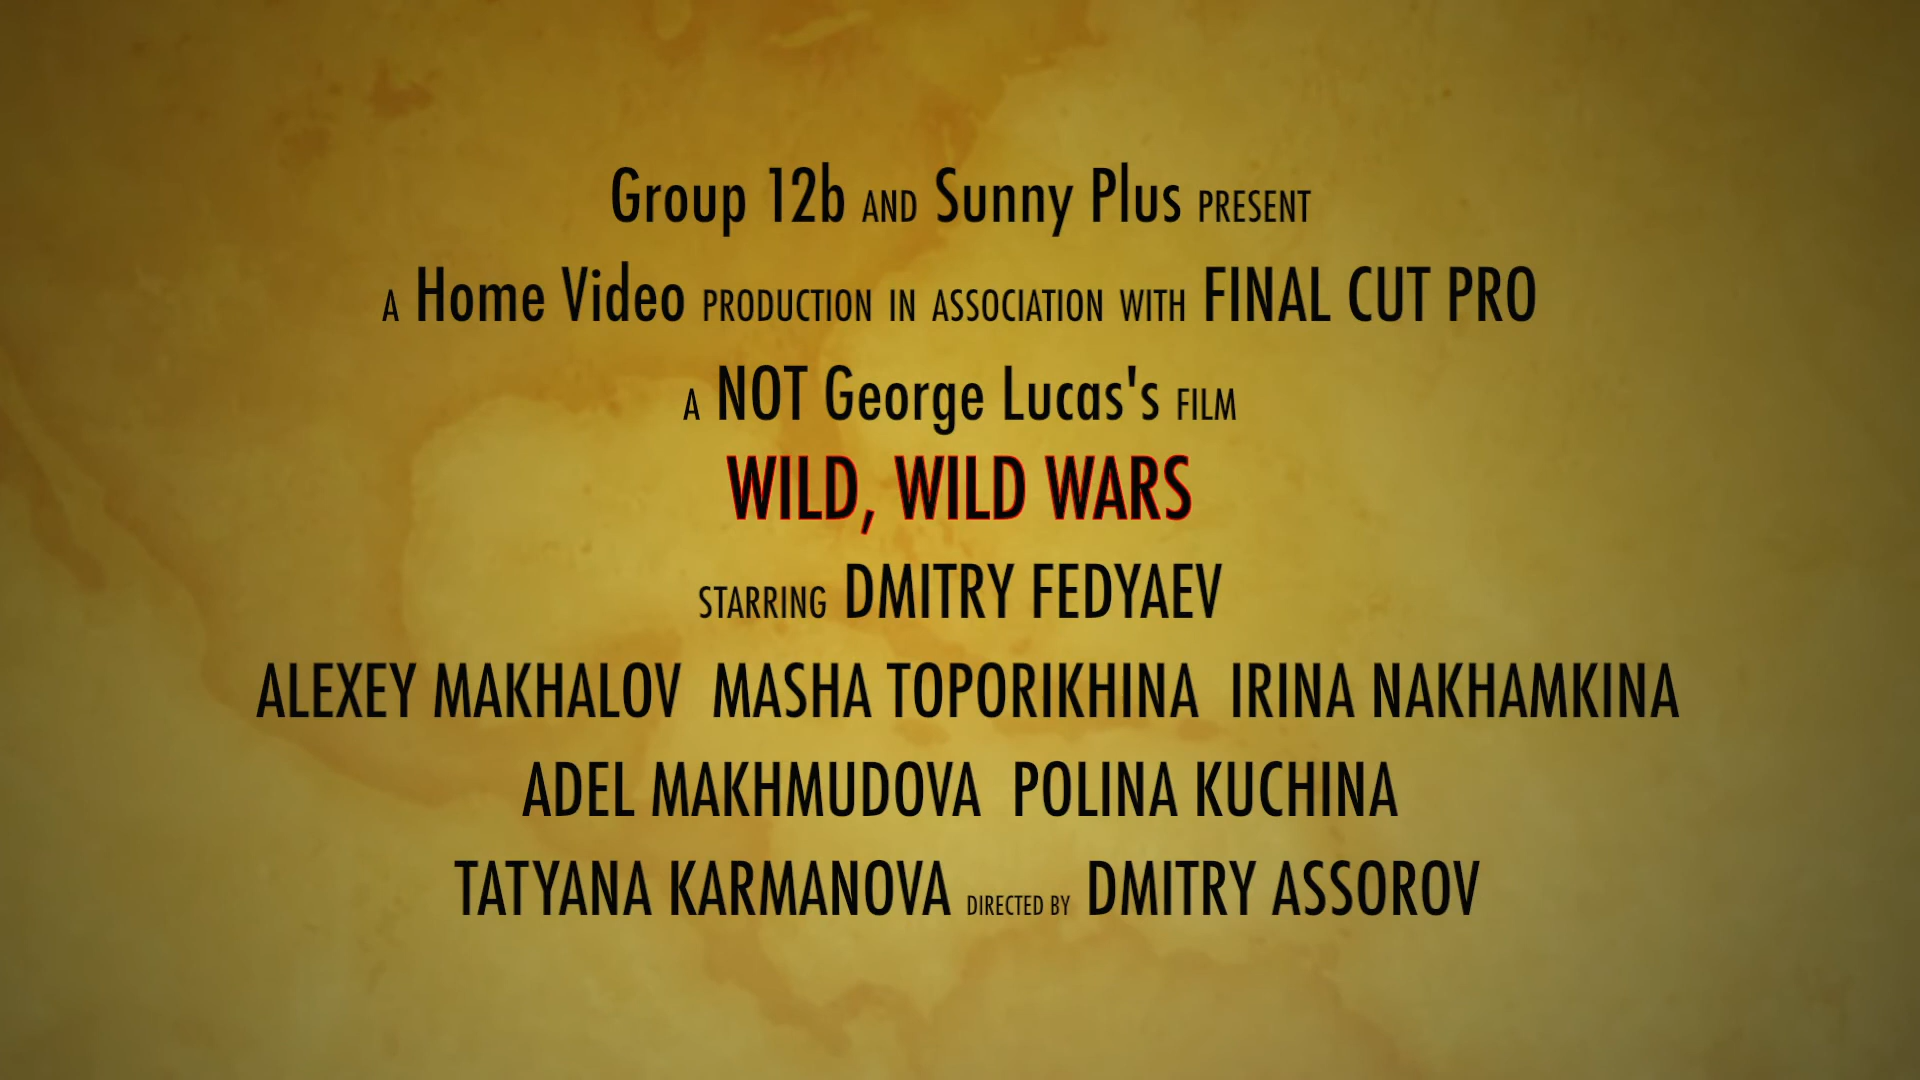 Group 12b AND Sunny Plus PRESENT
A Home Video PRODUCTION IN ASSOCIATION WITH FINAL CUT PRO
A NOT George Lucas's FILM
WILD, WILD WARS
STARRING DMITRY FEDYAEV
ALEXEY MAKHALOV MASHA TOPORIKHINA IRINA NAKHAMKINA
ADEL MAKHMUDOVA POLINA KUCHINA
TATYANA KARMANOVA DIRECTED BY DMITRY ASSOROV